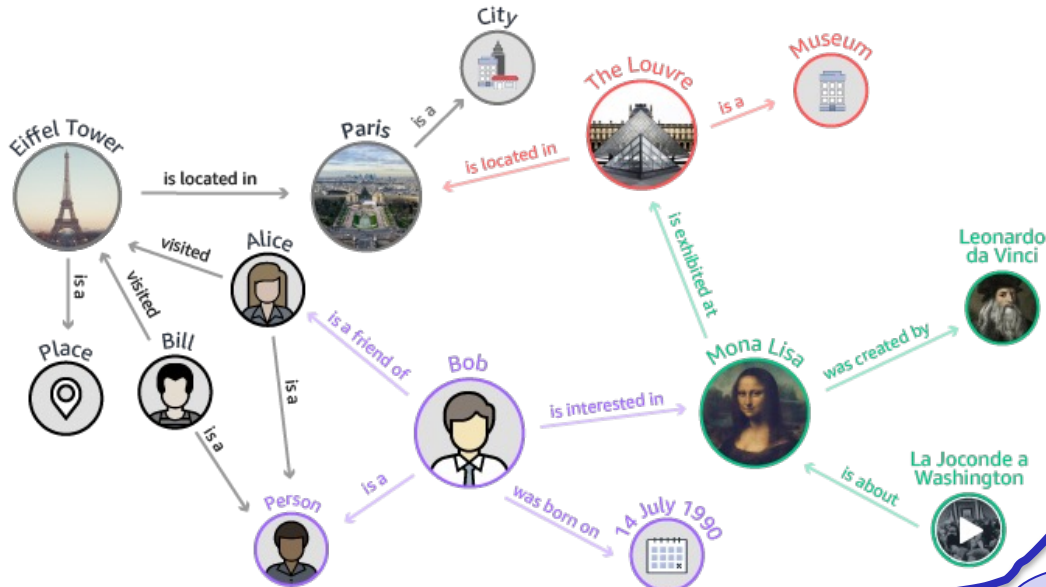 City
The Louvre
Museum
Eiffel Tower
Paris
is a
is a
is located in
is located in
Alice
visited
is exhibited at
Leonardo
da Vinci
is a
visited
Place
Bill
is a friend of
Bob
Mona Lisa
was created by
is a
is interested in
is a
La Joconde a
Washington
is about
Person
is a
was born on
14 July 1990